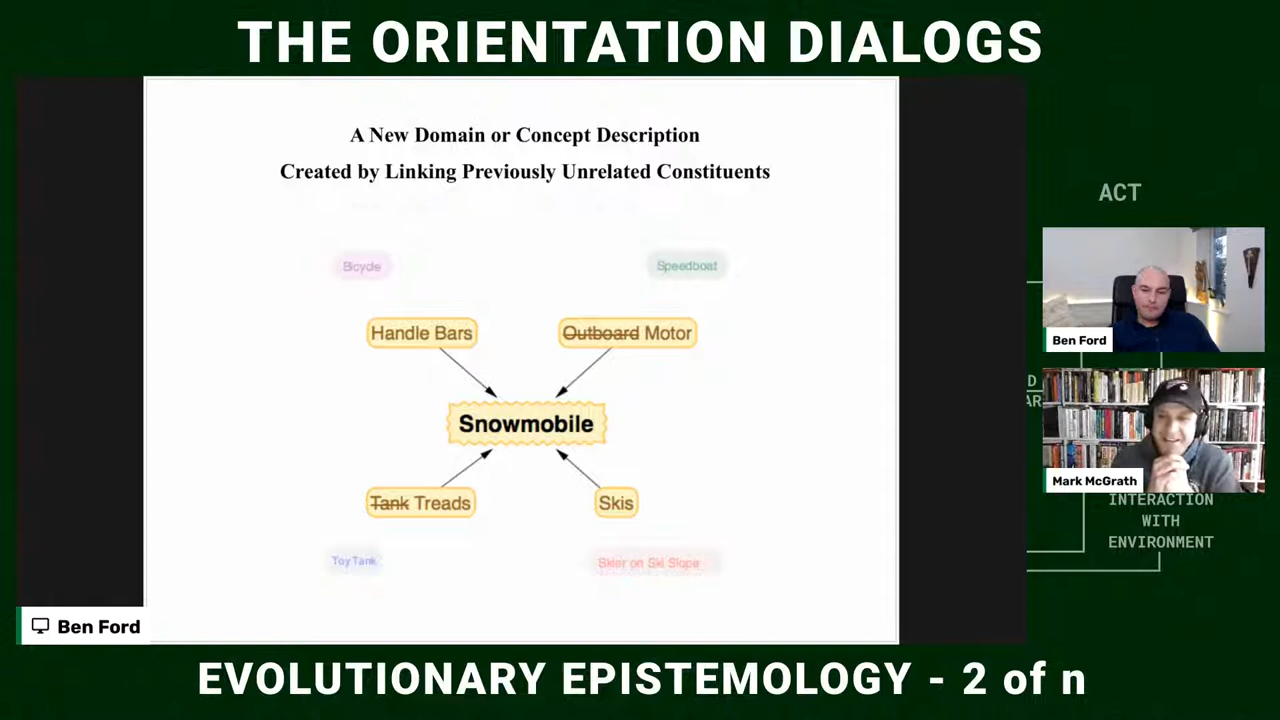 THE ORIENTATION DIALOGS
A New Domain or Concept Description
Created by Linking Previously Unrelated Constituents
ACT
Bicycle
Speedboat
Handle Bars
Outboard Motor
Ben Ford
Snowmobile
Mark McGrath
Tank Treads
Skis
INTERACTION
WITH
ENVIRONMENT
Toy Tank
Skier on Ski Slope
Ben Ford
EVOLUTIONARY EPISTEMOLOGY - 2 of n